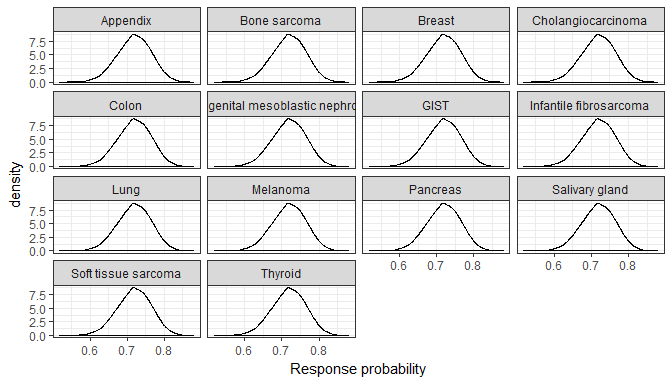 Appendix
Bone sarcoma
Breast
Cholangiocarcinoma
7.5
5.0
2.5
0.0
Colon
genital mesoblastic nephro
GIST
Infantile fibrosarcoma
7.5
5.0
2.5
0.0
Lung
Melanoma
Pancreas
Salivary gland
7.5
5.0
2.5
0.0
0.6 0.7 0.8
0.6 0.7 0.8
Soft tissue sarcoma
Thyroid
7.5
5.0
2.5
0.0
0.6 0.7 0.8
0.6 0.7 0.8
density
Response probability